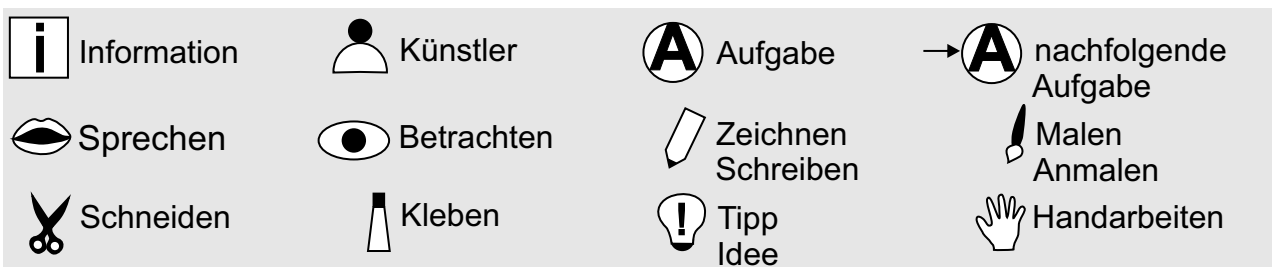 i Information
Künstler
A Aufgabe
A nachfolgende
Aufgabe
Sprechen
Betrachten
Zeichnen
Schreiben
Malen
Anmalen
Schneiden
Kleben
! Tipp
Idee
Handarbeiten